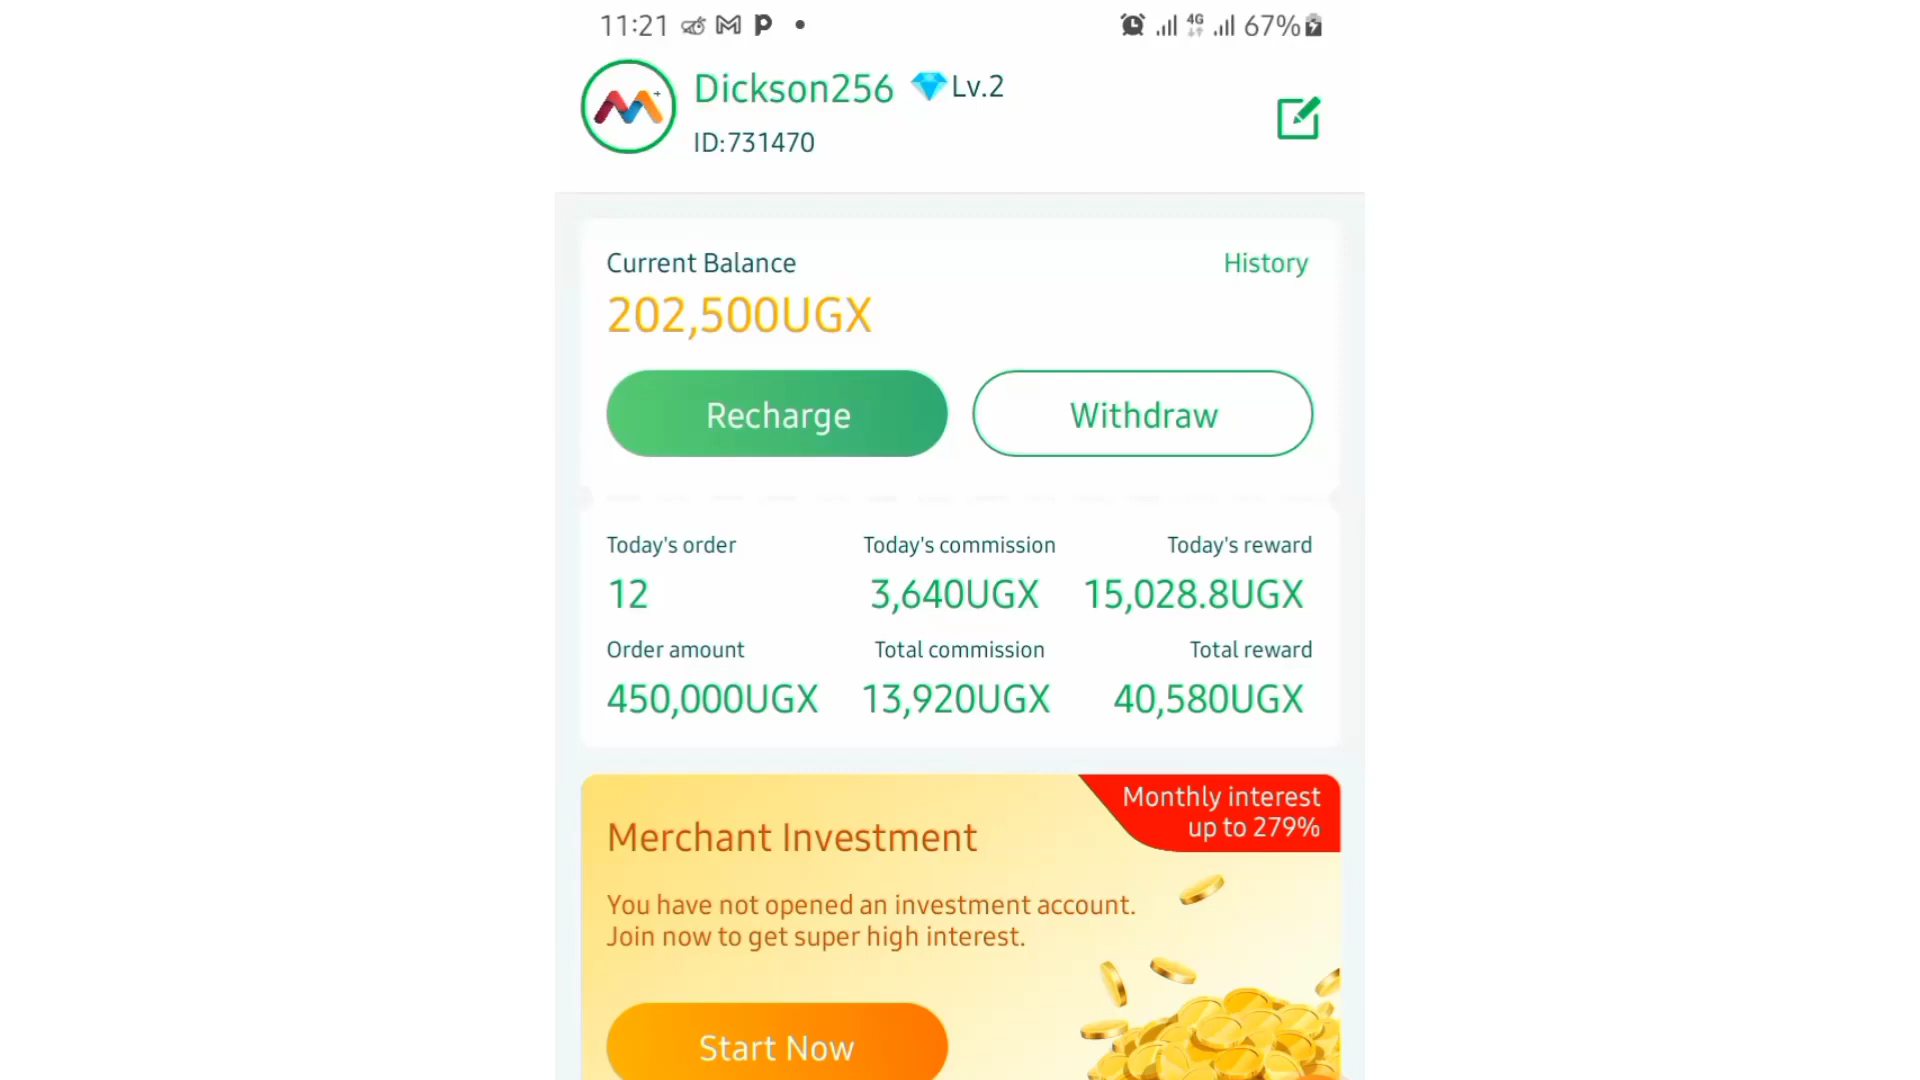 11:21 4G 67%
Dickson256 Lv.2
ID:731470
Current Balance History
202,500UGX
Recharge Withdraw
Today's order Today's commission Today's reward
12 3,640UGX 15,028.8UGX
Order amount Total commission Total reward
450,000UGX 13,920UGX 40,580UGX
Monthly interest
up to 279%
Merchant Investment
You have not opened an investment account.
Join now to get super high interest.
Start Now